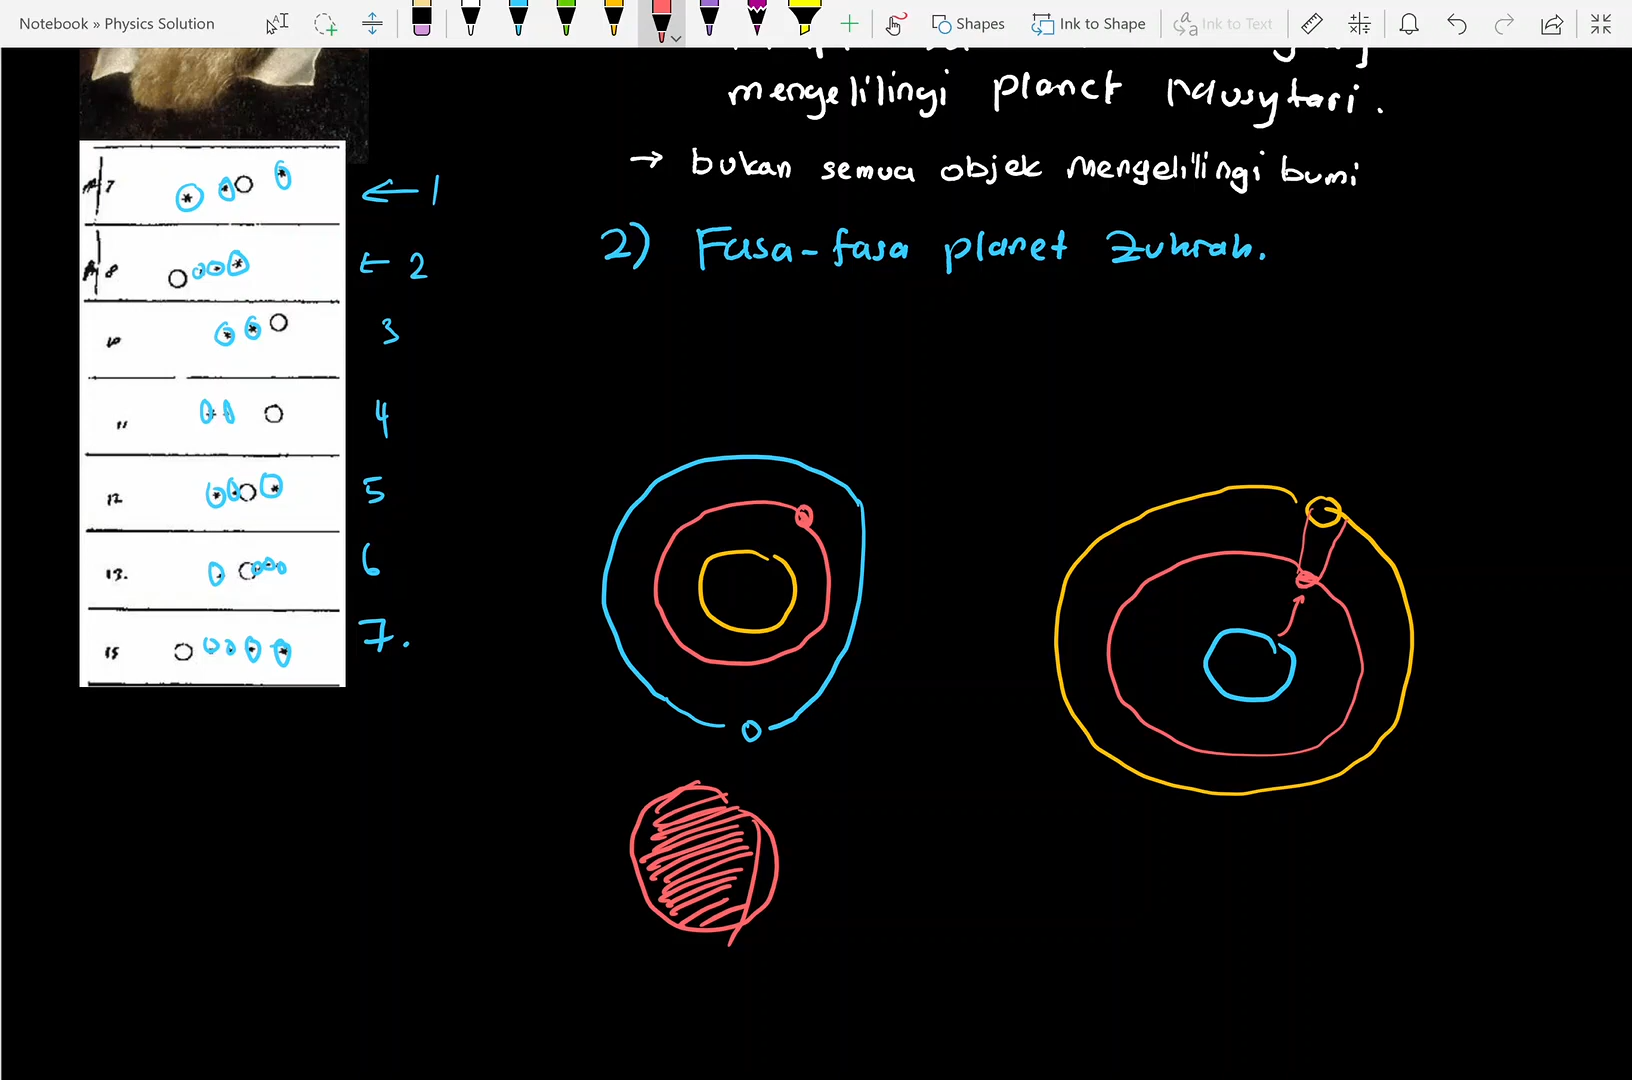 Notebook » Physics Solution
Shapes
Ink to Shape
Ink to Text
mengelilingi planet Musytari.
→ bukan semua objek mengelilingi bumi
2) Fasa-fasa planet Zuhrah.
7 ← 1
8 ← 2
10 3
11 4
12 5
13. 6
15 7.